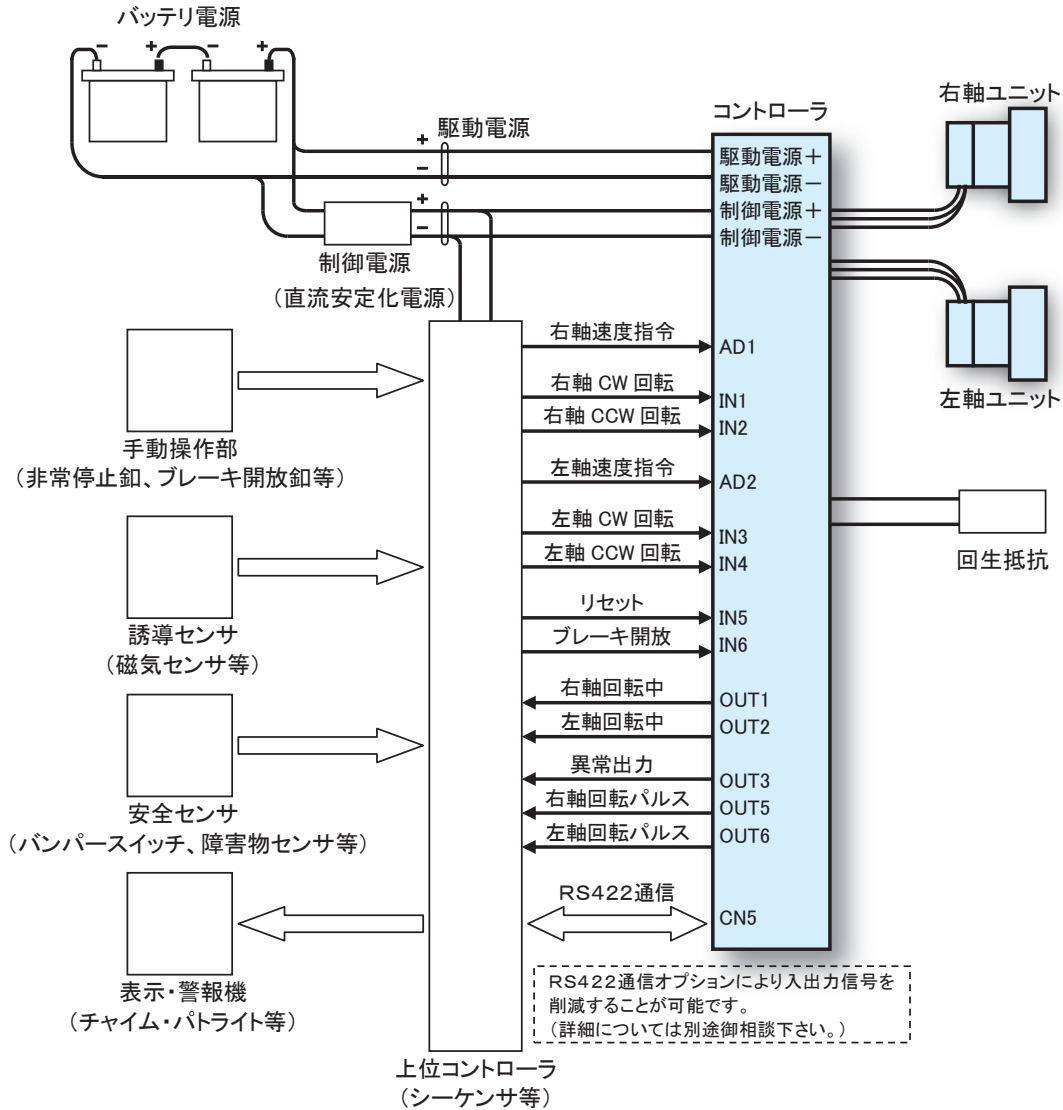 バッテリ電源
－ ＋ － ＋
コントローラ
右軸ユニット
＋ 駆動電源
－
駆動電源＋
駆動電源－
＋
－
制御電源＋
制御電源－
制御電源
（直流安定化電源）
左軸ユニット
右軸速度指令
AD1
右軸 CW 回転
IN1
右軸 CCW 回転
IN2
左軸速度指令
AD2
左軸 CW 回転
IN3
左軸 CCW 回転
IN4
リセット
IN5
ブレーキ開放
IN6
右軸回転中
OUT1
左軸回転中
OUT2
異常出力
OUT3
右軸回転パルス
OUT5
左軸回転パルス
OUT6
RS422通信
CN5
回生抵抗
手動操作部
（非常停止釦、ブレーキ開放釦等）
誘導センサ
（磁気センサ等）
安全センサ
（バンパースイッチ、障害物センサ等）
表示・警報機
（チャイム・パトライト等）
RS422通信オプションにより入出力信号を
削減することが可能です。
（詳細については別途御相談下さい。）
上位コントローラ
（シーケンサ等）